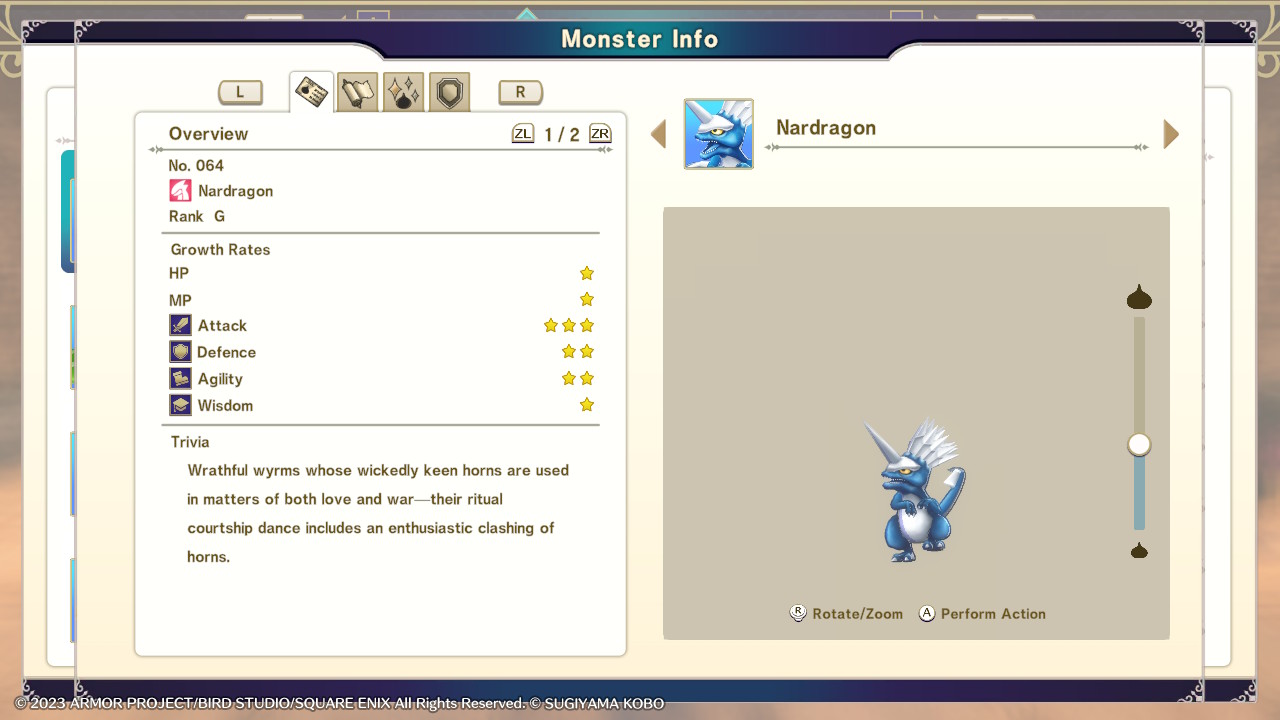 Monster Info
L
R
Overview
ZL 1 / 2 ZR
No. 064
Nardragon
Rank G
Growth Rates
HP
MP
Attack
Defence
Agility
Wisdom
Trivia
Wrathful wyrms whose wickedly keen horns are used
in matters of both love and war—their ritual
courtship dance includes an enthusiastic clashing of
horns.
Nardragon
R Rotate/Zoom A Perform Action
© 2023 ARMOR PROJECT/BIRD STUDIO/SQUARE ENIX All Rights Reserved. © SUGIYAMA KOBO